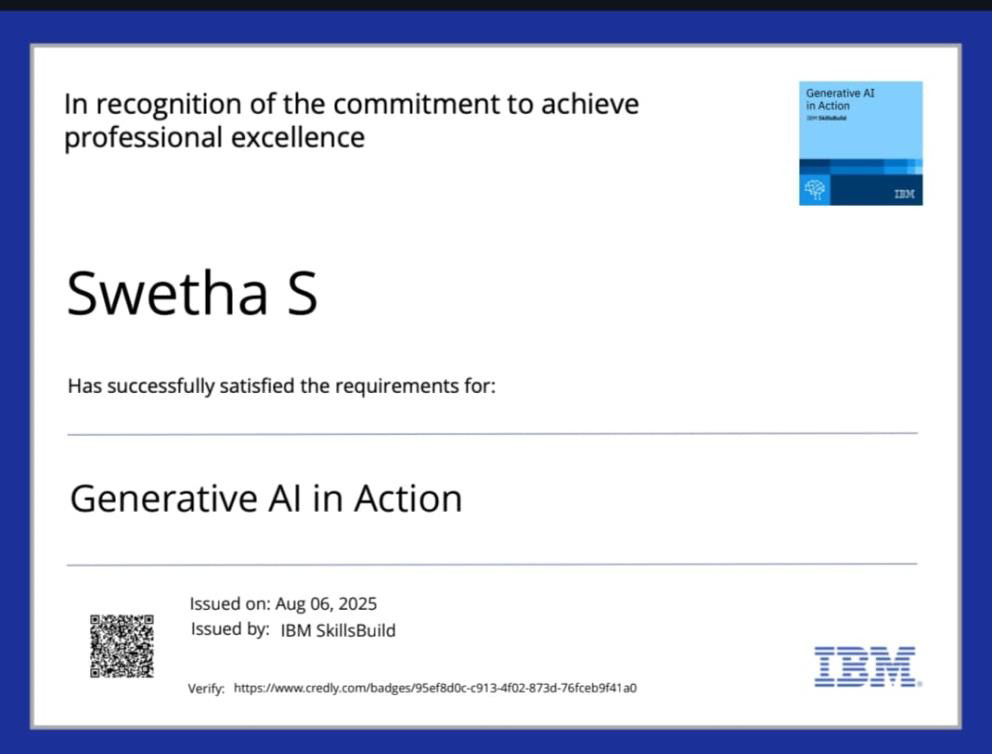 In recognition of the commitment to achieve
professional excellence
Generative AI
in Action
IBM SkillsBuild
IBM
Swetha S
Has successfully satisfied the requirements for:
Generative AI in Action
Issued on: Aug 06, 2025
Issued by: IBM SkillsBuild
Verify: https://www.credly.com/badges/95ef8d0c-c913-4f02-873d-76fceb9f41a0
IBM®